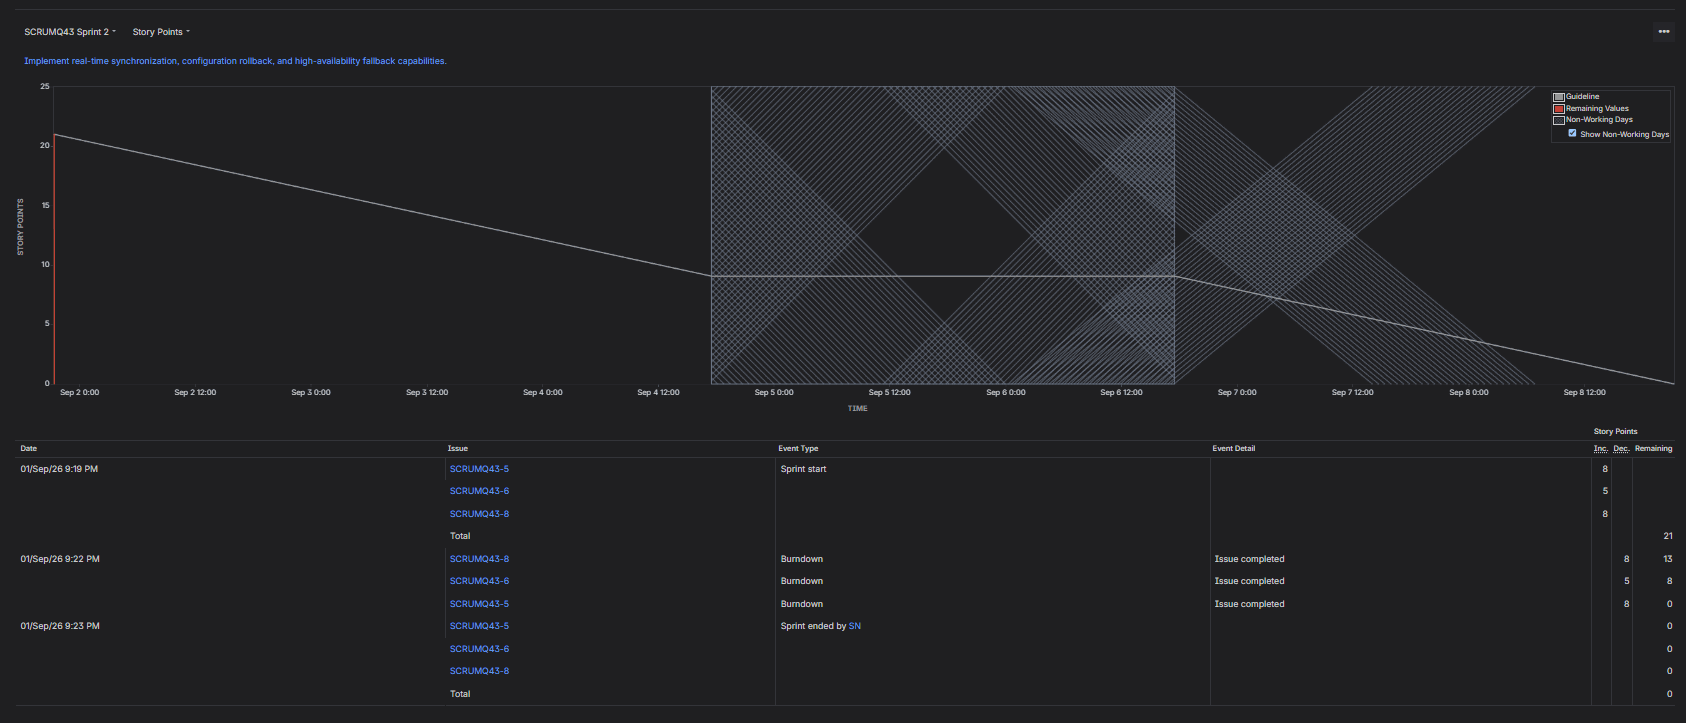 SCRUMQ43 Sprint 2 Story Points •••
Implement real-time synchronization, configuration rollback, and high-availability fallback capabilities.
25
20
15
10
5
0
STORY POINTS
Guideline
Remaining Values
Non-Working Days
Show Non-Working Days
Sep 2 0:00 Sep 2 12:00 Sep 3 0:00 Sep 3 12:00 Sep 4 0:00 Sep 4 12:00 Sep 5 0:00 Sep 5 12:00 Sep 6 0:00 Sep 6 12:00 Sep 7 0:00 Sep 7 12:00 Sep 8 0:00 Sep 8 12:00
TIME
Story Points
Date Issue Event Type Event Detail Inc. Dec. Remaining
01/Sep/26 9:19 PM SCRUMQ43-5 Sprint start 8
SCRUMQ43-6 5
SCRUMQ43-8 8
Total 21
01/Sep/26 9:22 PM SCRUMQ43-8 Burndown Issue completed 8 13
SCRUMQ43-6 Burndown Issue completed 5 8
SCRUMQ43-5 Burndown Issue completed 8 0
01/Sep/26 9:23 PM SCRUMQ43-5 Sprint ended by SN 0
SCRUMQ43-6 0
SCRUMQ43-8 0
Total 0